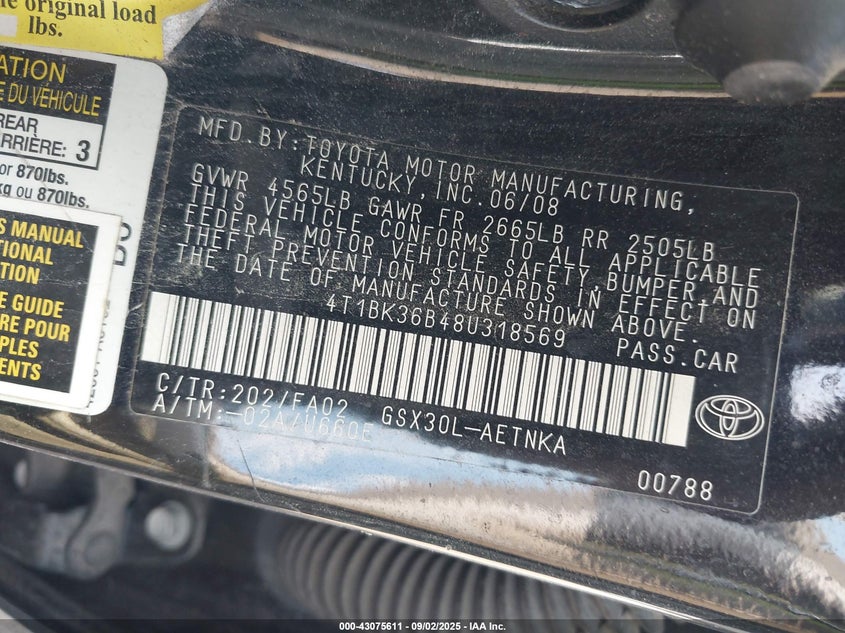 e original load
lbs.
ATION
E DU VÉHICULE
REAR
ARRIÈRE: 3
or 870lbs.
kg ou 870lbs.
S MANUAL
TIONAL
TION
E GUIDE
RE POUR
PLES
ENTS
MFD. BY: TOYOTA MOTOR MANUFACTURING,
KENTUCKY, INC. 06/08
GVWR 4565LB GAWR FR 2665LB RR 2505LB
THIS VEHICLE CONFORMS TO ALL APPLICABLE
FEDERAL MOTOR VEHICLE SAFETY, BUMPER, AND
THEFT PREVENTION STANDARDS IN EFFECT ON
THE DATE OF MANUFACTURE SHOWN ABOVE.
4T1BK36B48U318569 PASS.CAR
C/TR:202/FA02
A/TM:-02A/U660E GSX30L-AETNKA
00788
000-43075611 - 09/02/2025 - IAA Inc.